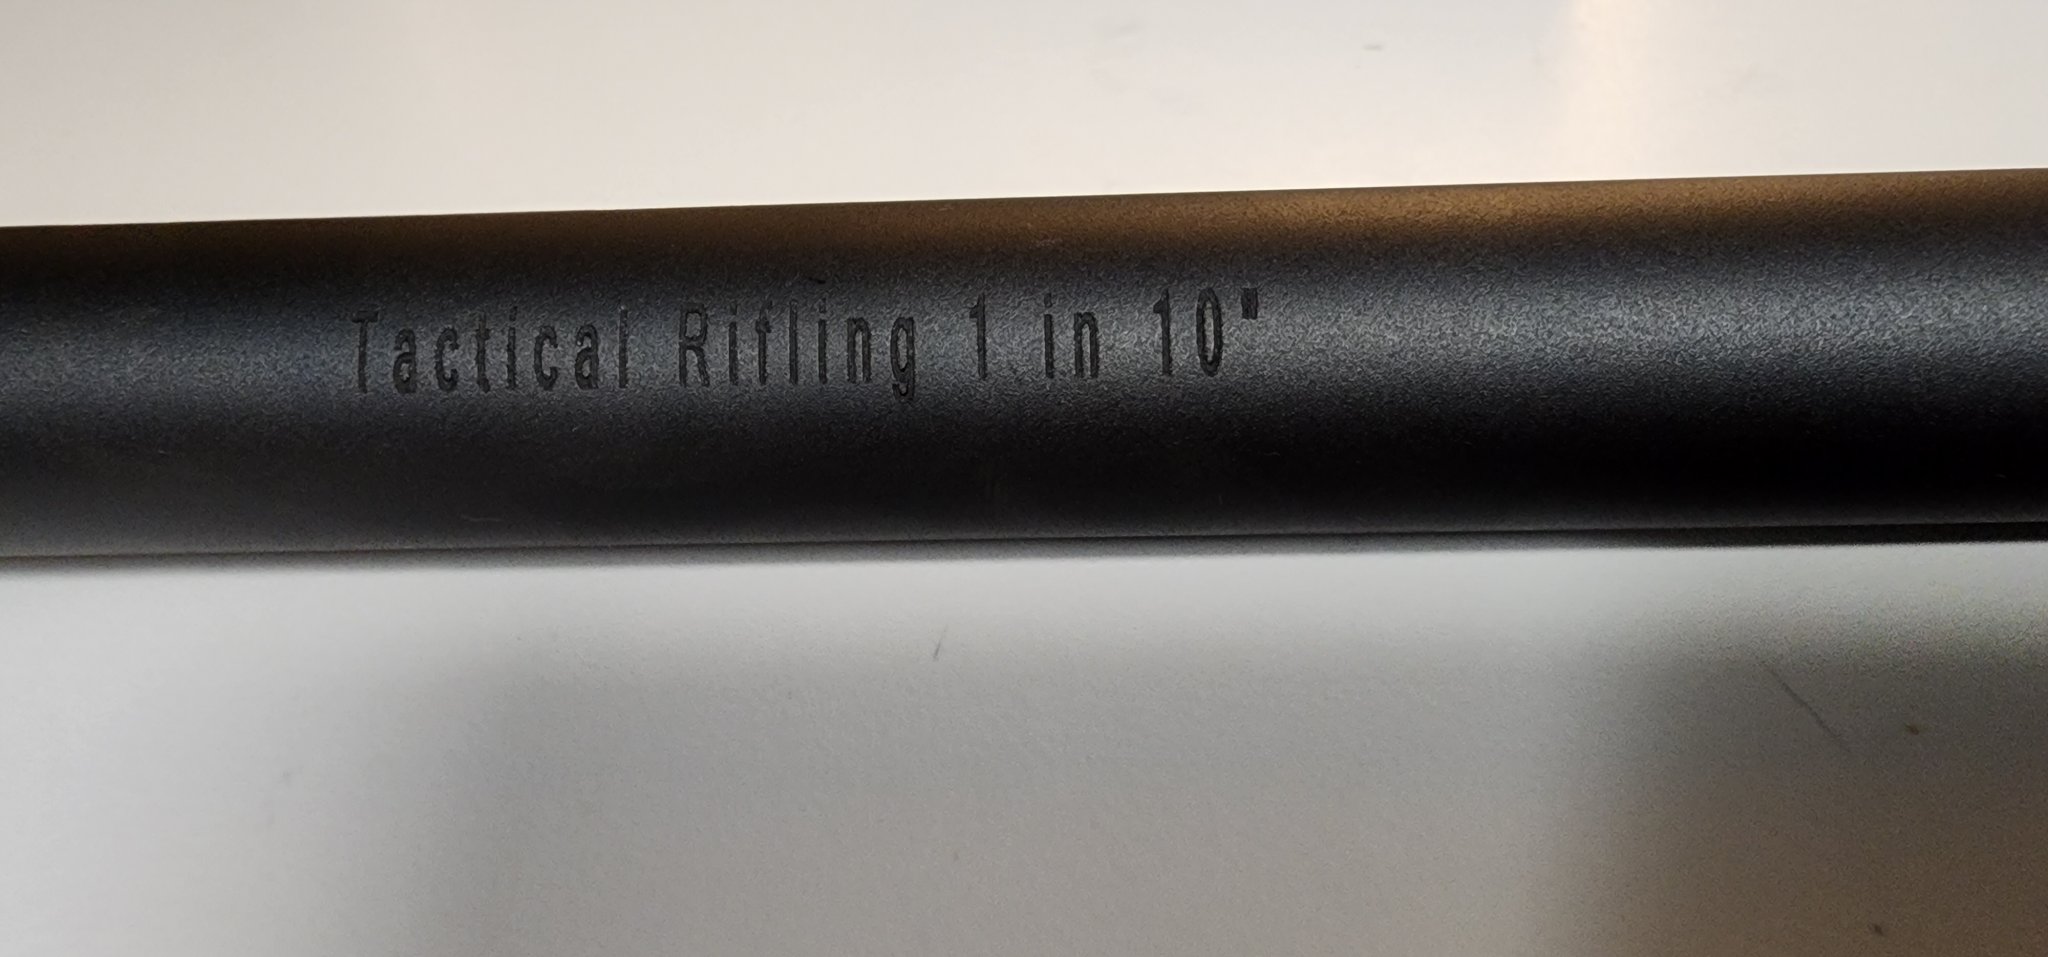 Tactical Rifling 1 in 10"